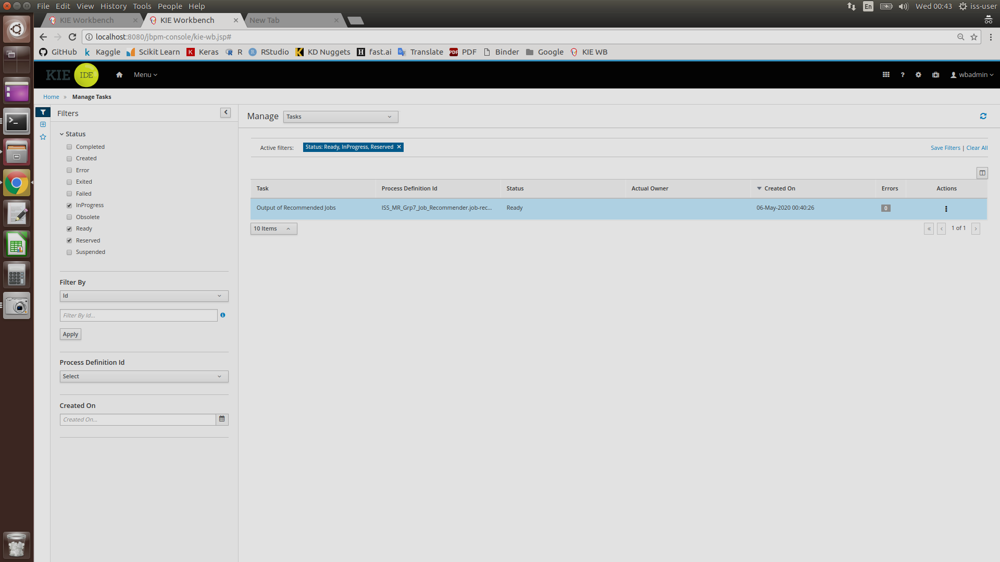 File Edit View History Tools People Help
En Wed 00:43 iss-user
KIE Workbench KIE Workbench New Tab
localhost:8080/jbpm-console/kie-wb.jsp#
GitHub Kaggle Scikit Learn Keras R RStudio KD Nuggets fast.ai Translate PDF Binder Google KIE WB
KIE IDE Menu ? wbadmin
Home » Manage Tasks
Filters
Manage Tasks
Status
Completed
Created
Error
Exited
Failed
InProgress
Obsolete
Ready
Reserved
Suspended
Filter By
Id
Filter By Id...
Apply
Process Definition Id
Select
Created On
Created On...
Active filters: Status: Ready, InProgress, Reserved ×
Save Filters | Clear All
Task Process Definition Id Status Actual Owner Created On Errors Actions
Output of Recommended Jobs ISS_MR_Grp7_Job_Recommender.job-rec... Ready 06-May-2020 00:40:26 0
10 Items
« ‹ 1 of 1 ›